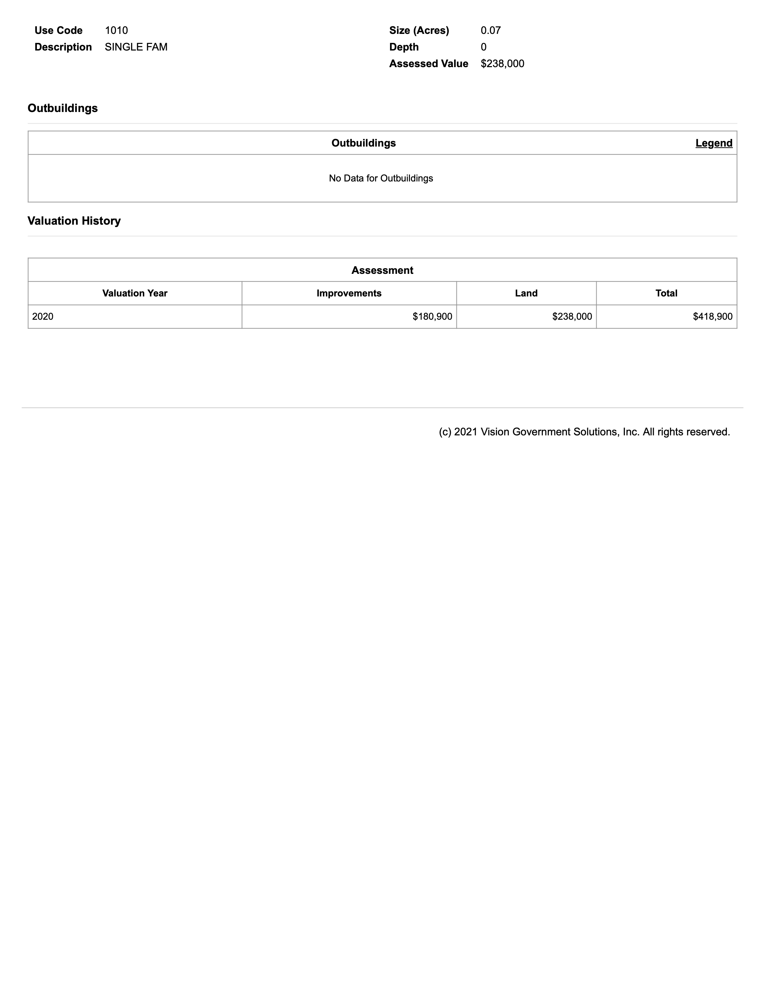 Use Code 1010
Description SINGLE FAM
Size (Acres) 0.07
Depth 0
Assessed Value $238,000
Outbuildings
Outbuildings Legend
No Data for Outbuildings
Valuation History
Assessment
Valuation Year Improvements Land Total
2020 $180,900 $238,000 $418,900
(c) 2021 Vision Government Solutions, Inc. All rights reserved.